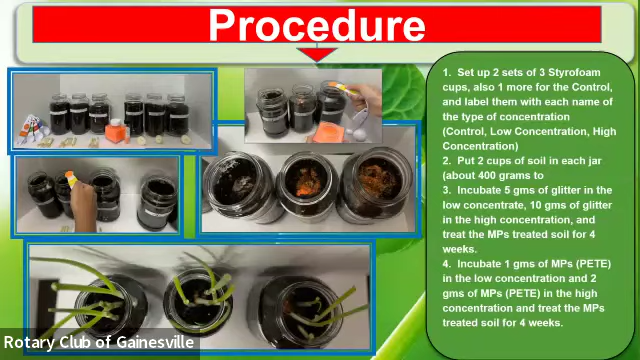 Procedure
1. Set up 2 sets of 3 Styrofoam
cups, also 1 more for the Control,
and label them with each name of
the type of concentration
(Control, Low Concentration, High
Concentration)
2. Put 2 cups of soil in each jar
(about 400 grams to
3. Incubate 5 gms of glitter in the
low concentrate, 10 gms of glitter
in the high concentration, and
treat the MPs treated soil for 4
weeks.
4. Incubate 1 gms of MPs (PETE)
in the low concentration and 2
gms of MPs (PETE) in the high
concentration and treat the MPs
treated soil for 4 weeks.
Rotary Club of Gainesville